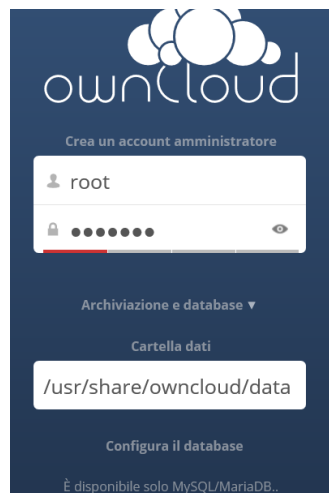 ownCloud
Crea un account amministratore
root
●●●●●●●
Archiviazione e database ▼
Cartella dati
/usr/share/owncloud/data
Configura il database
È disponibile solo MySQL/MariaDB..